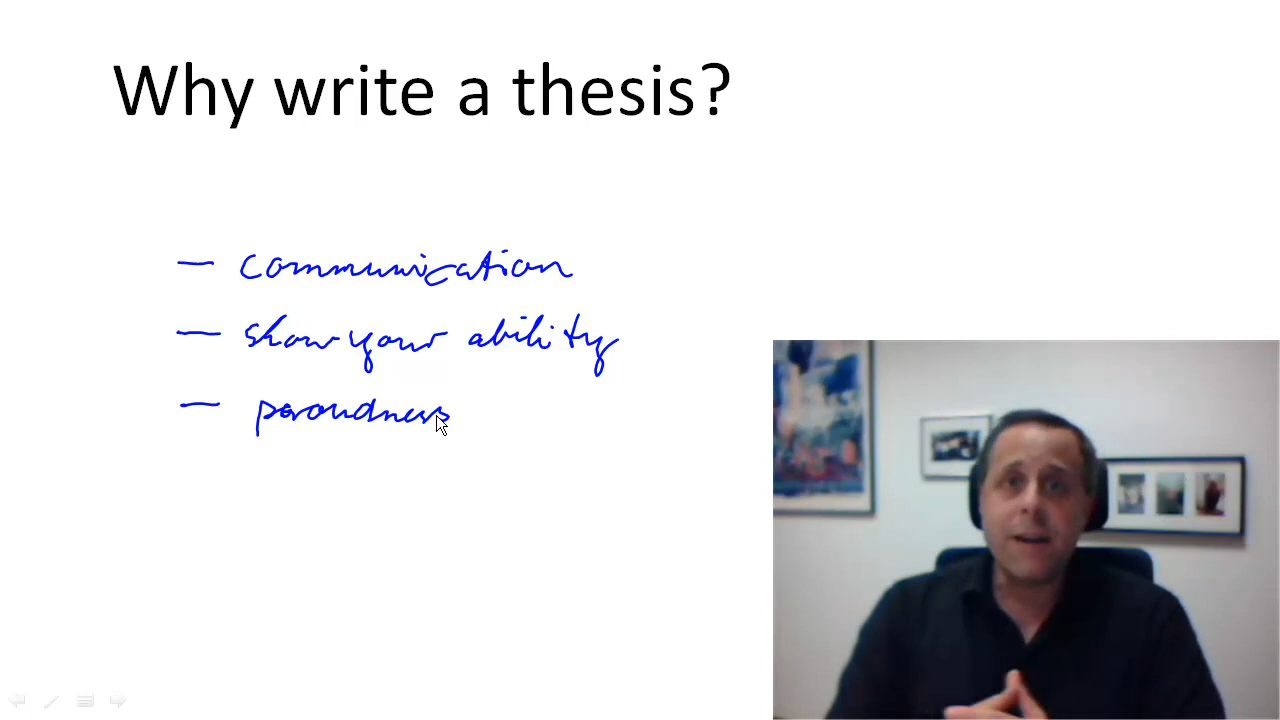 Why write a thesis?
— communication
— show your ability
— proudness